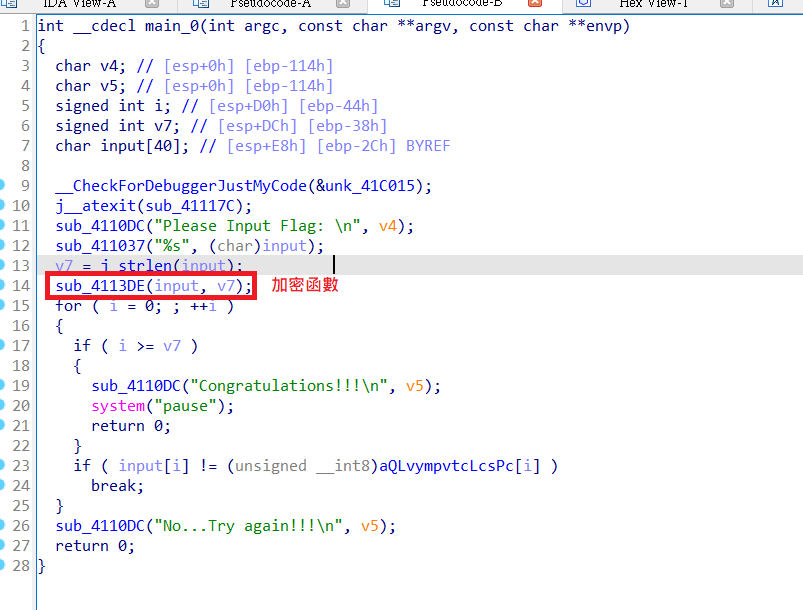 IDA View-A Pseudocode-A Pseudocode-B Hex View-1
1 int __cdecl main_0(int argc, const char **argv, const char **envp)
2 {
3 char v4; // [esp+0h] [ebp-114h]
4 char v5; // [esp+0h] [ebp-114h]
5 signed int i; // [esp+D0h] [ebp-44h]
6 signed int v7; // [esp+DCh] [ebp-38h]
7 char input[40]; // [esp+E8h] [ebp-2Ch] BYREF
8
9 __CheckForDebuggerJustMyCode(&unk_41C015);
10 j__atexit(sub_41117C);
11 sub_4110DC("Please Input Flag: \n", v4);
12 sub_411037("%s", (char)input);
13 v7 = j_strlen(input);
14 sub_4113DE(input, v7); 加密函數
15 for ( i = 0; ; ++i )
16 {
17 if ( i >= v7 )
18 {
19 sub_4110DC("Congratulations!!!\n", v5);
20 system("pause");
21 return 0;
22 }
23 if ( input[i] != (unsigned __int8)aQLvympvtcLcsPc[i] )
24 break;
25 }
26 sub_4110DC("No...Try again!!!\n", v5);
27 return 0;
28 }